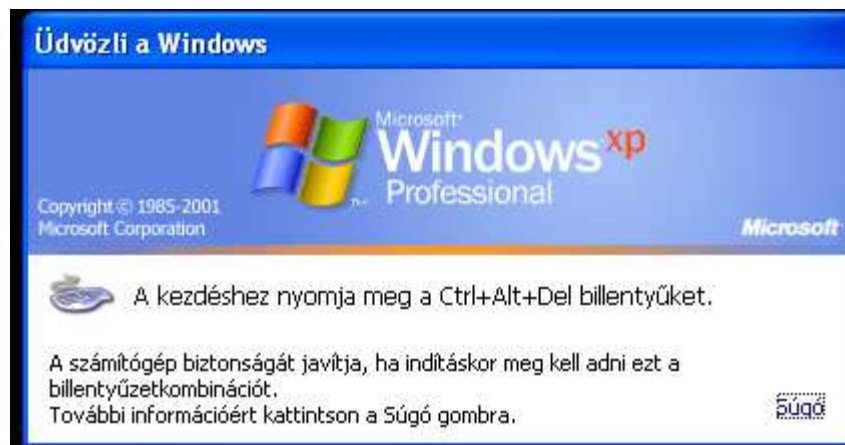 Üdvözli a Windows
Microsoft
Windows xp
Professional
Copyright © 1985-2001
Microsoft Corporation
Microsoft
A kezdéshez nyomja meg a Ctrl+Alt+Del billentyűket.
A számítógép biztonságát javítja, ha indításkor meg kell adni ezt a
billentyűzetkombinációt.
További információért kattintson a Súgó gombra.
Súgó